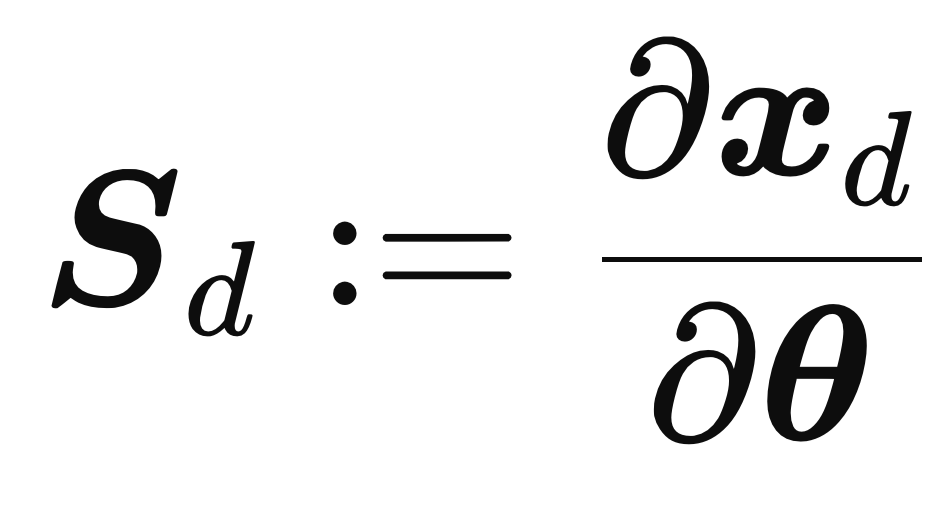 𝑺_d := ∂𝒙_d / ∂𝜽